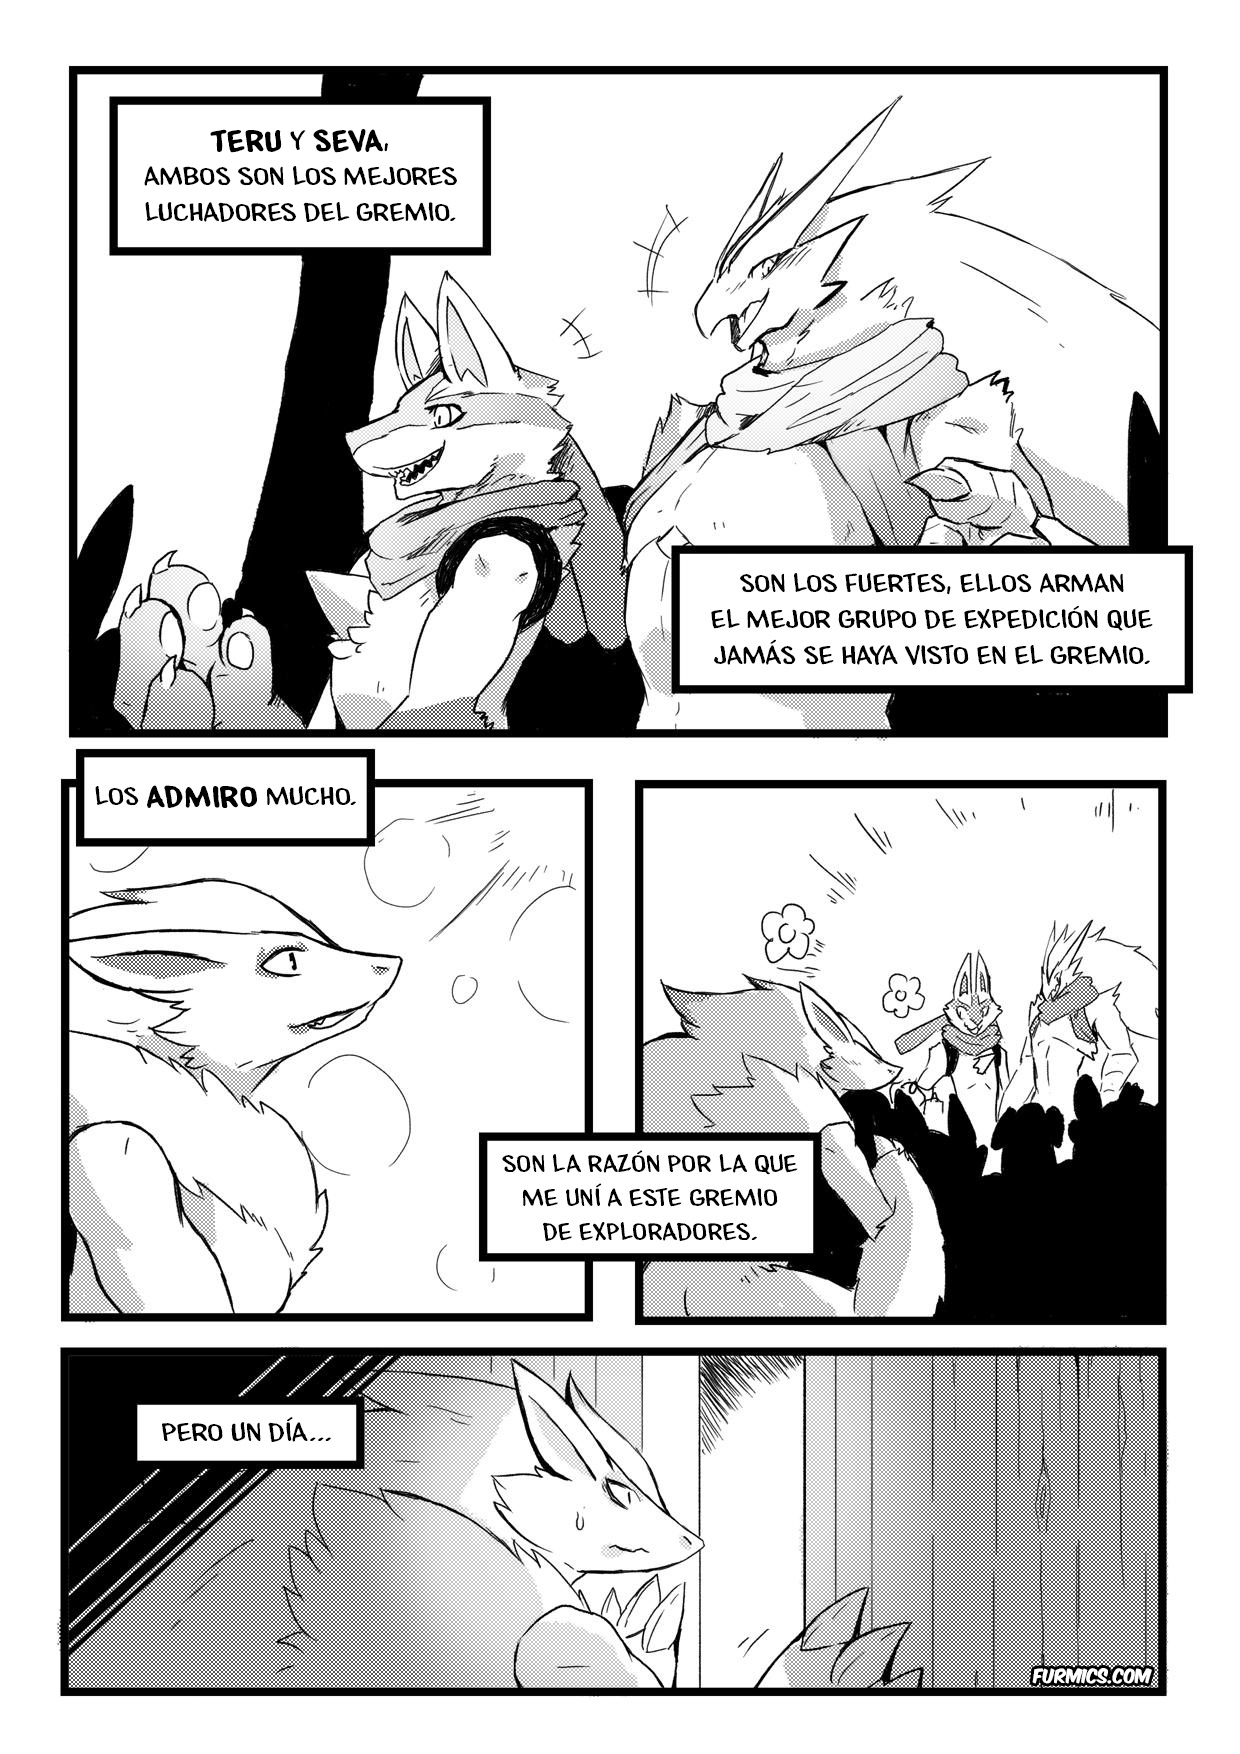 TERU Y SEVA,
AMBOS SON LOS MEJORES
LUCHADORES DEL GREMIO.
SON LOS FUERTES, ELLOS ARMAN
EL MEJOR GRUPO DE EXPEDICIÓN QUE
JAMÁS SE HAYA VISTO EN EL GREMIO.
LOS ADMIRO MUCHO.
SON LA RAZÓN POR LA QUE
ME UNÍ A ESTE GREMIO
DE EXPLORADORES.
PERO UN DÍA...
FURMICS.COM